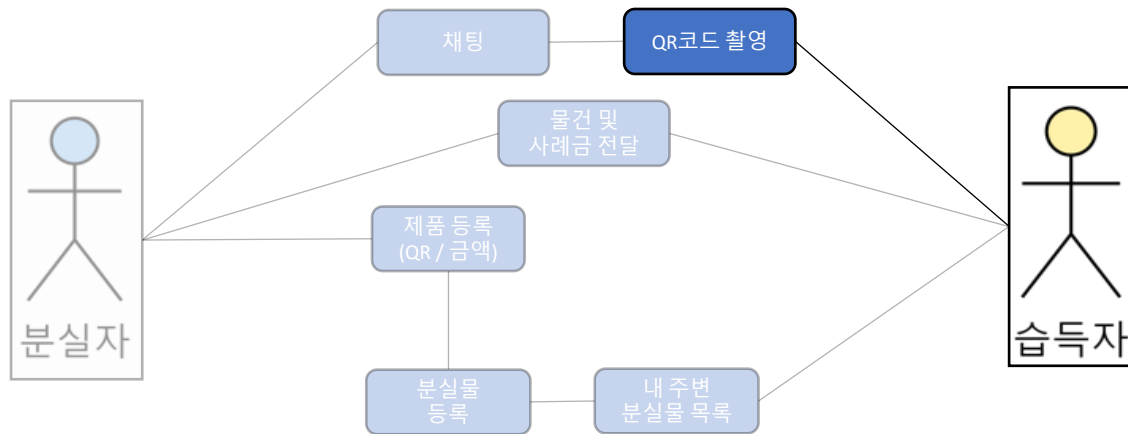 채팅
QR코드 촬영
물건 및
사례금 전달
제품 등록
(QR / 금액)
분실자
습득자
분실물
등록
내 주변
분실물 목록